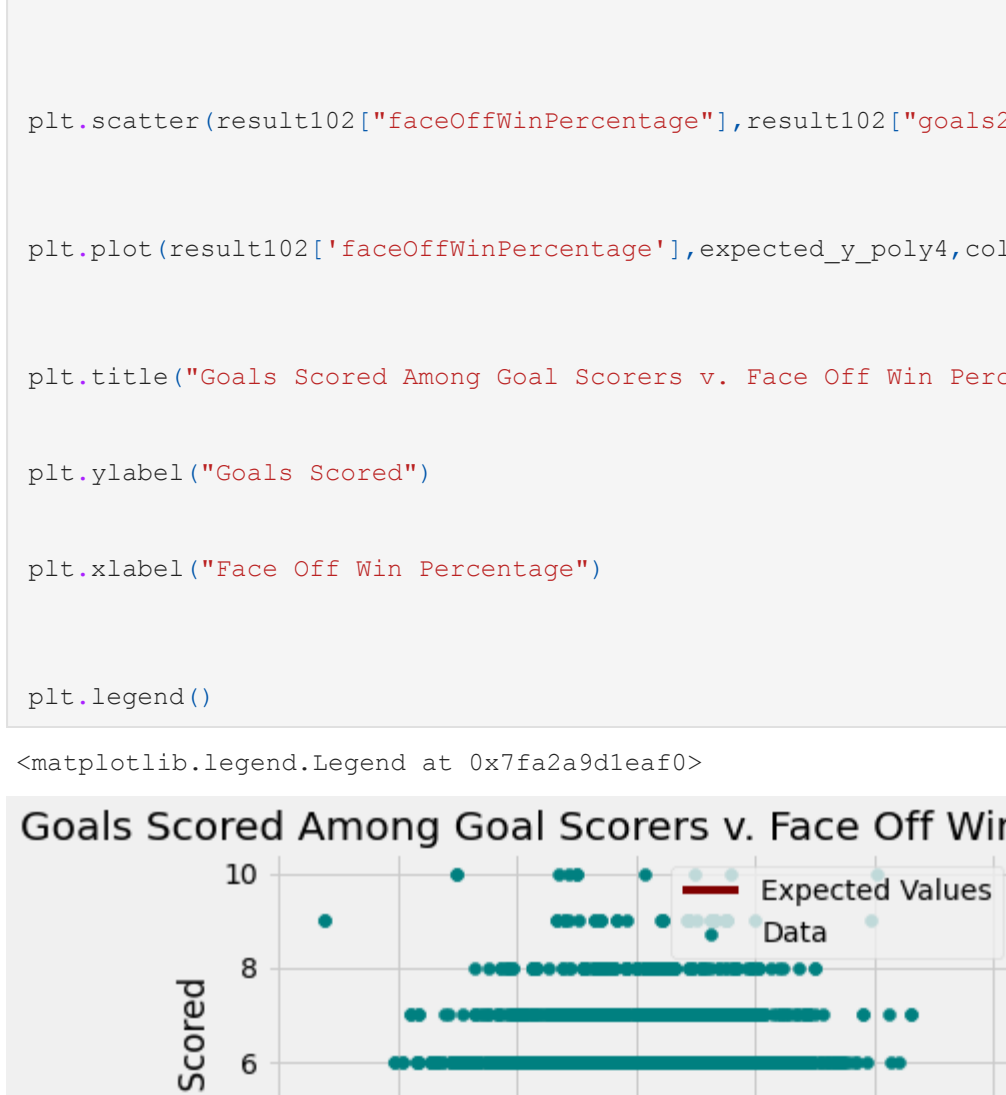 plt.scatter(result102["faceOffWinPercentage"],result102["goals2
plt.plot(result102['faceOffWinPercentage'],expected_y_poly4,col
plt.title("Goals Scored Among Goal Scorers v. Face Off Win Perc
plt.ylabel("Goals Scored")
plt.xlabel("Face Off Win Percentage")
plt.legend()
<matplotlib.legend.Legend at 0x7fa2a9d1eaf0>
Goals Scored Among Goal Scorers v. Face Off Win
10
Expected Values
Data
8
Scored
6